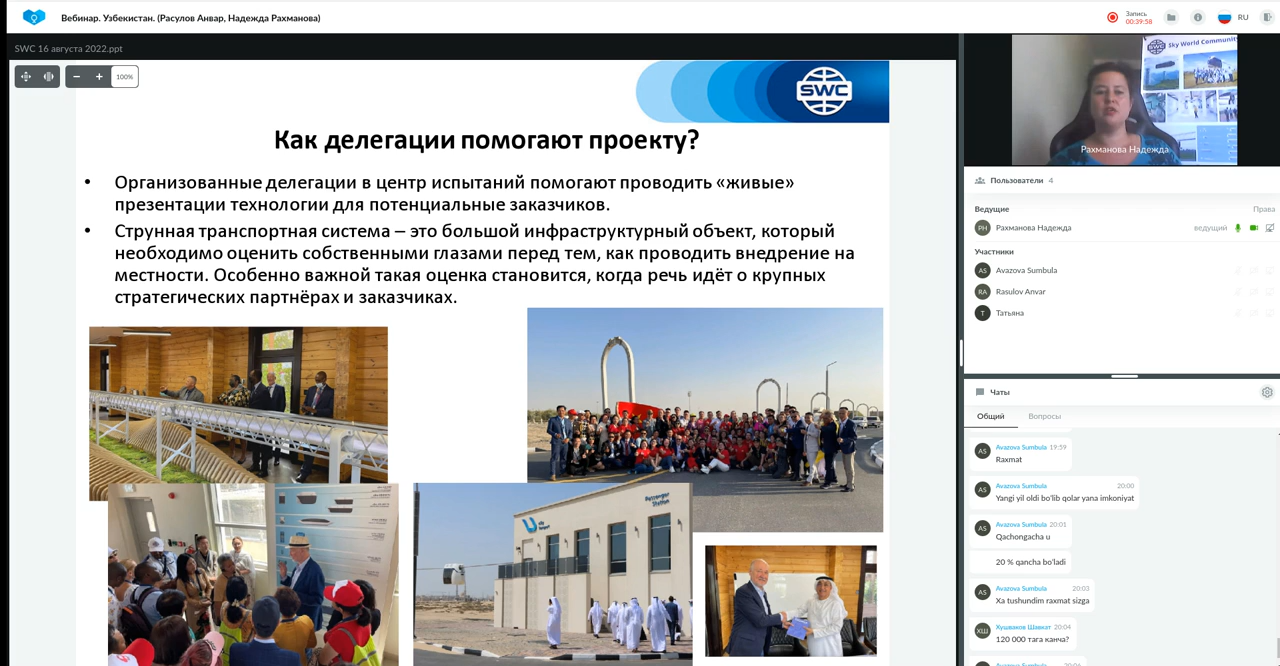 Вебинар. Узбекистан. (Расулов Анвар, Надежда Рахманова)
Запись
00:39:58
RU
SWC 16 августа 2022.ppt
100%
SWC
Как делегации помогают проекту?
• Организованные делегации в центр испытаний помогают проводить «живые»
презентации технологии для потенциальные заказчиков.
• Струнная транспортная система – это большой инфраструктурный объект, который
необходимо оценить собственными глазами перед тем, как проводить внедрение на
местности. Особенно важной такая оценка становится, когда речь идёт о крупных
стратегических партнёрах и заказчиках.
Passenger
Station
SWC Sky World Community
Рахманова Надежда
Пользователи 4
Ведущие Права
РН Рахманова Надежда ведущий
Участники
AS Avazova Sumbula
RA Rasulov Anvar
Т Татьяна
Чаты
Общий Вопросы
AS Avazova Sumbula 19:59
Raxmat
AS Avazova Sumbula 20:00
Yangi yil oldi bo'lib qolar yana imkoniyat
AS Avazova Sumbula 20:01
Qachongacha u
20 % qancha bo'ladi
AS Avazova Sumbula 20:03
Xa tushundim raxmat sizga
ХШ Хушваков Шавкат 20:04
120 000 тага канча?
Avazova Sumbula 20:06